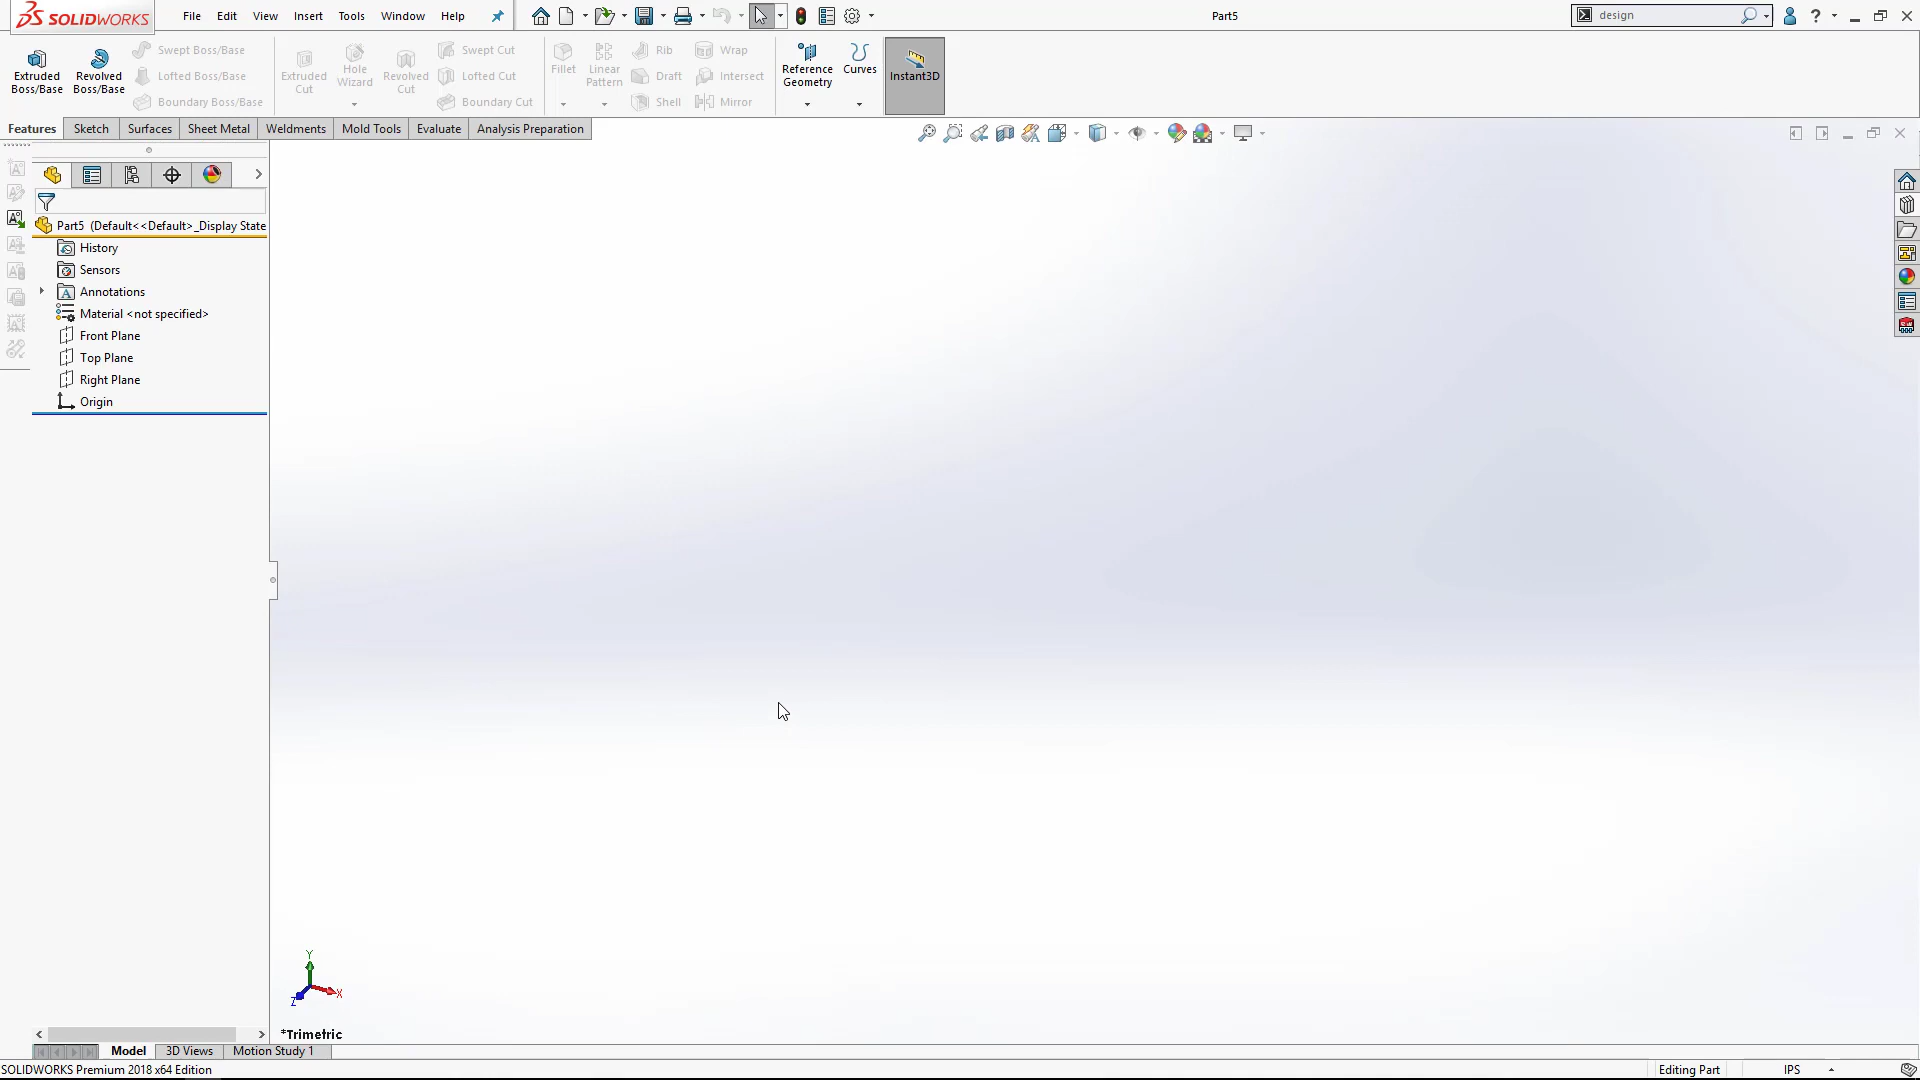 SOLIDWORKS File Edit View Insert Tools Window Help Part5 design
Extruded Boss/Base
Revolved Boss/Base
Swept Boss/Base
Lofted Boss/Base
Boundary Boss/Base
Extruded Cut
Hole Wizard
Revolved Cut
Swept Cut
Lofted Cut
Boundary Cut
Fillet
Linear Pattern
Rib
Draft
Shell
Wrap
Intersect
Mirror
Reference Geometry
Curves
Instant3D
Features Sketch Surfaces Sheet Metal Weldments Mold Tools Evaluate Analysis Preparation
Part5 (Default<<Default>_Display State
History
Sensors
Annotations
Material <not specified>
Front Plane
Top Plane
Right Plane
Origin
Y
X
Z
*Trimetric
Model 3D Views Motion Study 1
SOLIDWORKS Premium 2018 x64 Edition Editing Part IPS